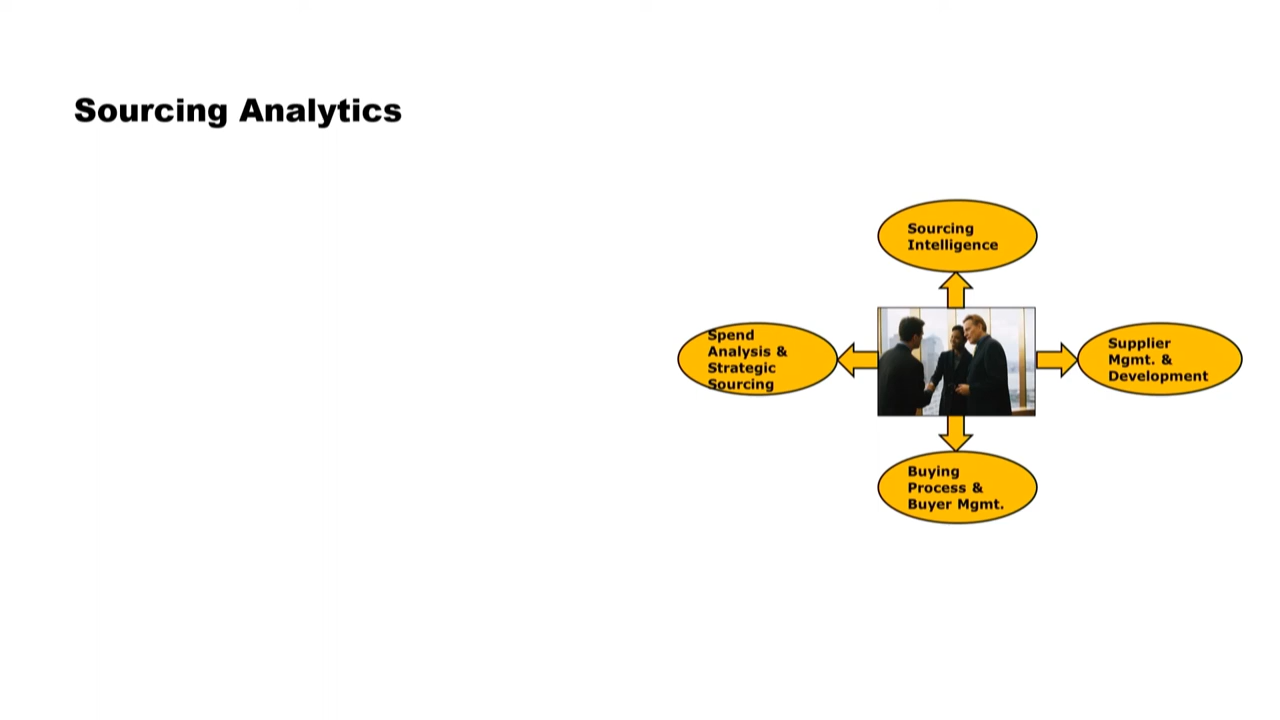 Sourcing Analytics
Sourcing
Intelligence
Spend
Analysis &
Strategic
Sourcing
Supplier
Mgmt. &
Development
Buying
Process &
Buyer Mgmt.